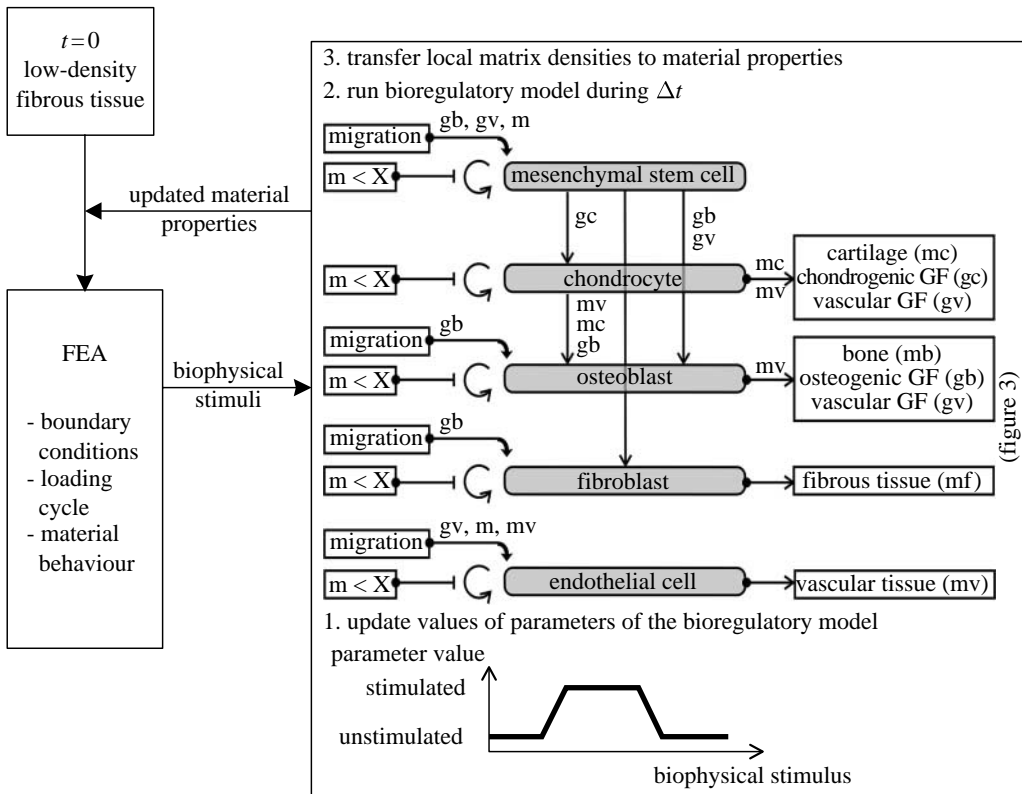 t=0
low-density
fibrous tissue
updated material
properties
FEA
- boundary
conditions
- loading
cycle
- material
behaviour
biophysical
stimuli
3. transfer local matrix densities to material properties
2. run bioregulatory model during Δt
migration
gb, gv, m
m < X
mesenchymal stem cell
gc
gb
gv
m < X
chondrocyte
mc
mv
cartilage (mc)
chondrogenic GF (gc)
vascular GF (gv)
mv
mc
gb
migration
gb
m < X
osteoblast
mv
bone (mb)
osteogenic GF (gb)
vascular GF (gv)
(figure 3)
migration
gb
m < X
fibroblast
fibrous tissue (mf)
migration
gv, m, mv
m < X
endothelial cell
vascular tissue (mv)
1. update values of parameters of the bioregulatory model
parameter value
stimulated
unstimulated
biophysical stimulus